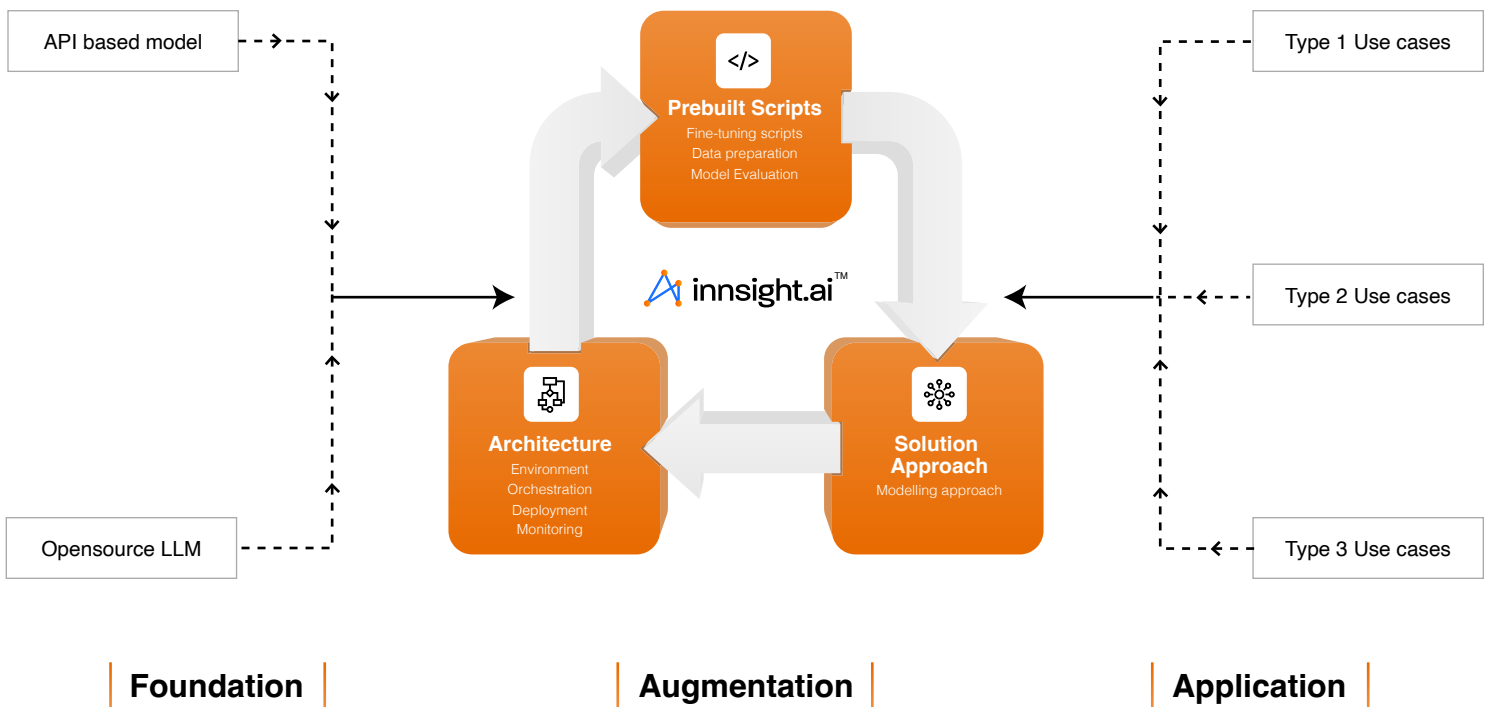 API based model
Opensource LLM
</>
Prebuilt Scripts
Fine-tuning scripts
Data preparation
Model Evaluation
innsight.ai™
Architecture
Environment
Orchestration
Deployment
Monitoring
Solution
Approach
Modelling approach
Type 1 Use cases
Type 2 Use cases
Type 3 Use cases
Foundation
Augmentation
Application